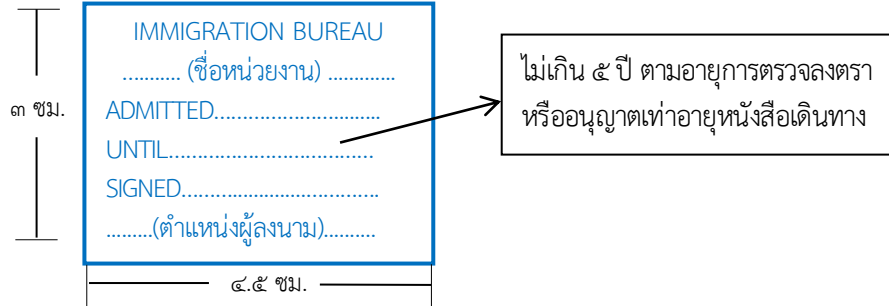 IMMIGRATION BUREAU
........... (ชื่อหน่วยงาน) .............
ADMITTED.............................
UNTIL....................................
SIGNED...................................
.........(ตำแหน่งผู้ลงนาม)..........
๓ ซม.
๔.๕ ซม.
ไม่เกิน ๕ ปี ตามอายุการตรวจลงตรา
หรืออนุญาตเท่าอายุหนังสือเดินทาง